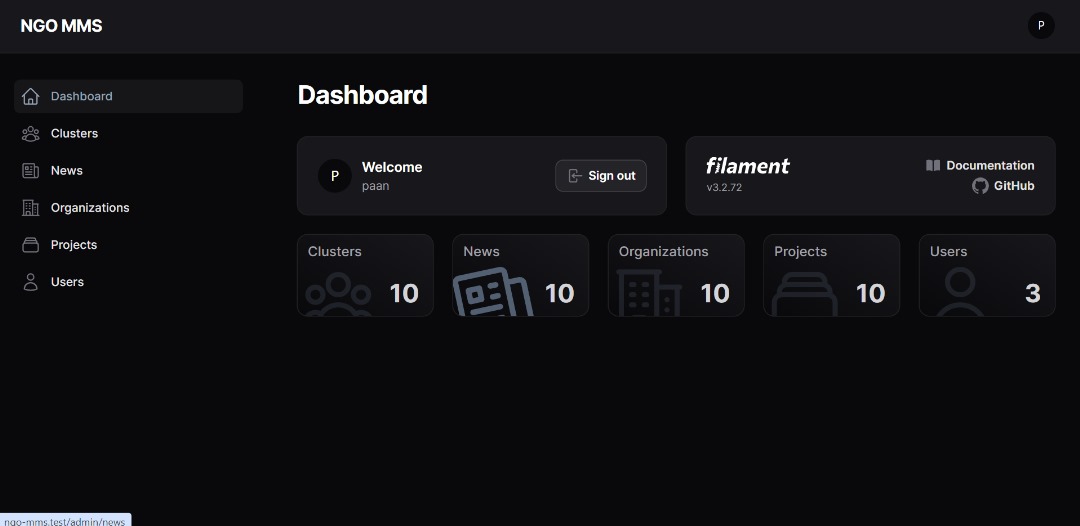 NGO MMS
P
Dashboard
Clusters
News
Organizations
Projects
Users
Dashboard
P
Welcome
paan
Sign out
filament
v3.2.72
Documentation
GitHub
Clusters
10
News
10
Organizations
10
Projects
10
Users
3
ngo-mms.test/admin/news